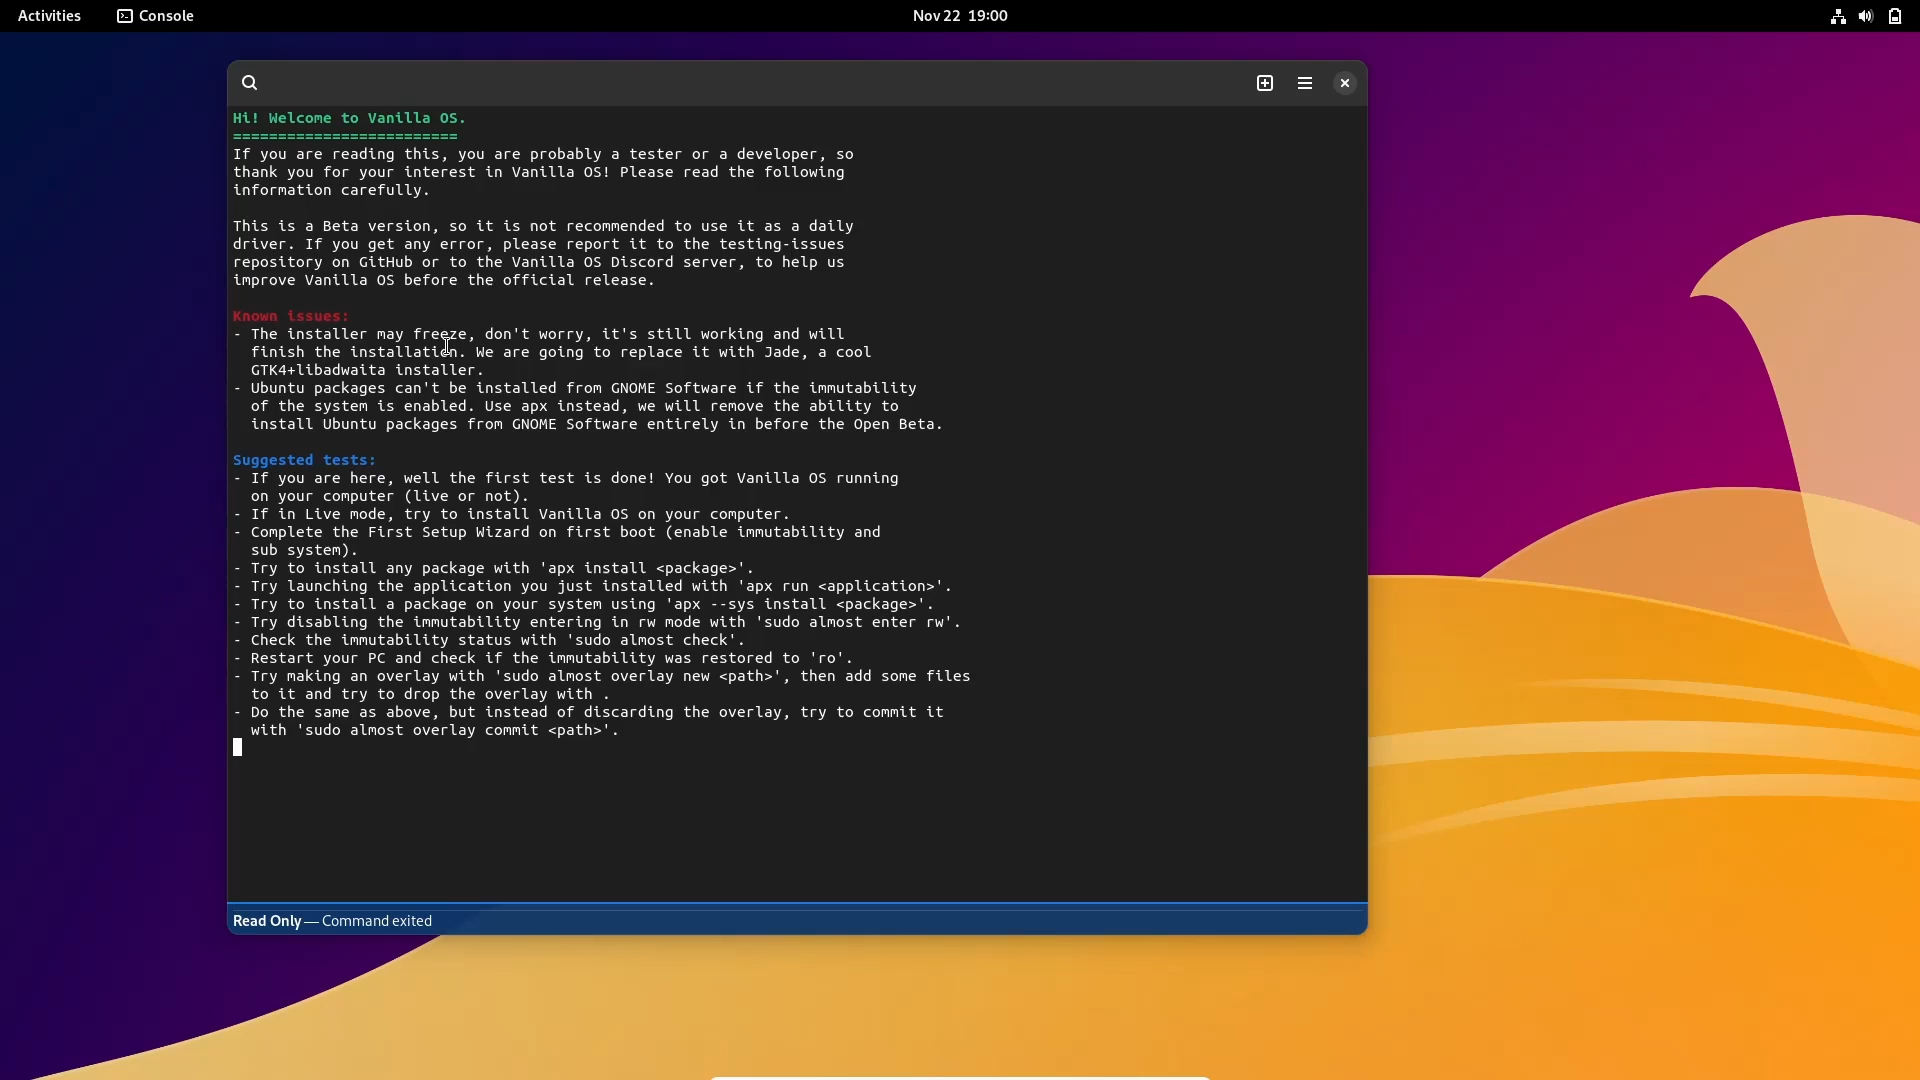 Activities Console Nov 22 19:00
Hi! Welcome to Vanilla OS.
=========================
If you are reading this, you are probably a tester or a developer, so
thank you for your interest in Vanilla OS! Please read the following
information carefully.
This is a Beta version, so it is not recommended to use it as a daily
driver. If you get any error, please report it to the testing-issues
repository on GitHub or to the Vanilla OS Discord server, to help us
improve Vanilla OS before the official release.
Known issues:
- The installer may freeze, don't worry, it's still working and will
finish the installation. We are going to replace it with Jade, a cool
GTK4+libadwaita installer.
- Ubuntu packages can't be installed from GNOME Software if the immutability
of the system is enabled. Use apx instead, we will remove the ability to
install Ubuntu packages from GNOME Software entirely in before the Open Beta.
Suggested tests:
- If you are here, well the first test is done! You got Vanilla OS running
on your computer (live or not).
- If in Live mode, try to install Vanilla OS on your computer.
- Complete the First Setup Wizard on first boot (enable immutability and
sub system).
- Try to install any package with 'apx install <package>'.
- Try launching the application you just installed with 'apx run <application>'.
- Try to install a package on your system using 'apx --sys install <package>'.
- Try disabling the immutability entering in rw mode with 'sudo almost enter rw'.
- Check the immutability status with 'sudo almost check'.
- Restart your PC and check if the immutability was restored to 'ro'.
- Try making an overlay with 'sudo almost overlay new <path>', then add some files
to it and try to drop the overlay with .
- Do the same as above, but instead of discarding the overlay, try to commit it
with 'sudo almost overlay commit <path>'.
Read Only — Command exited